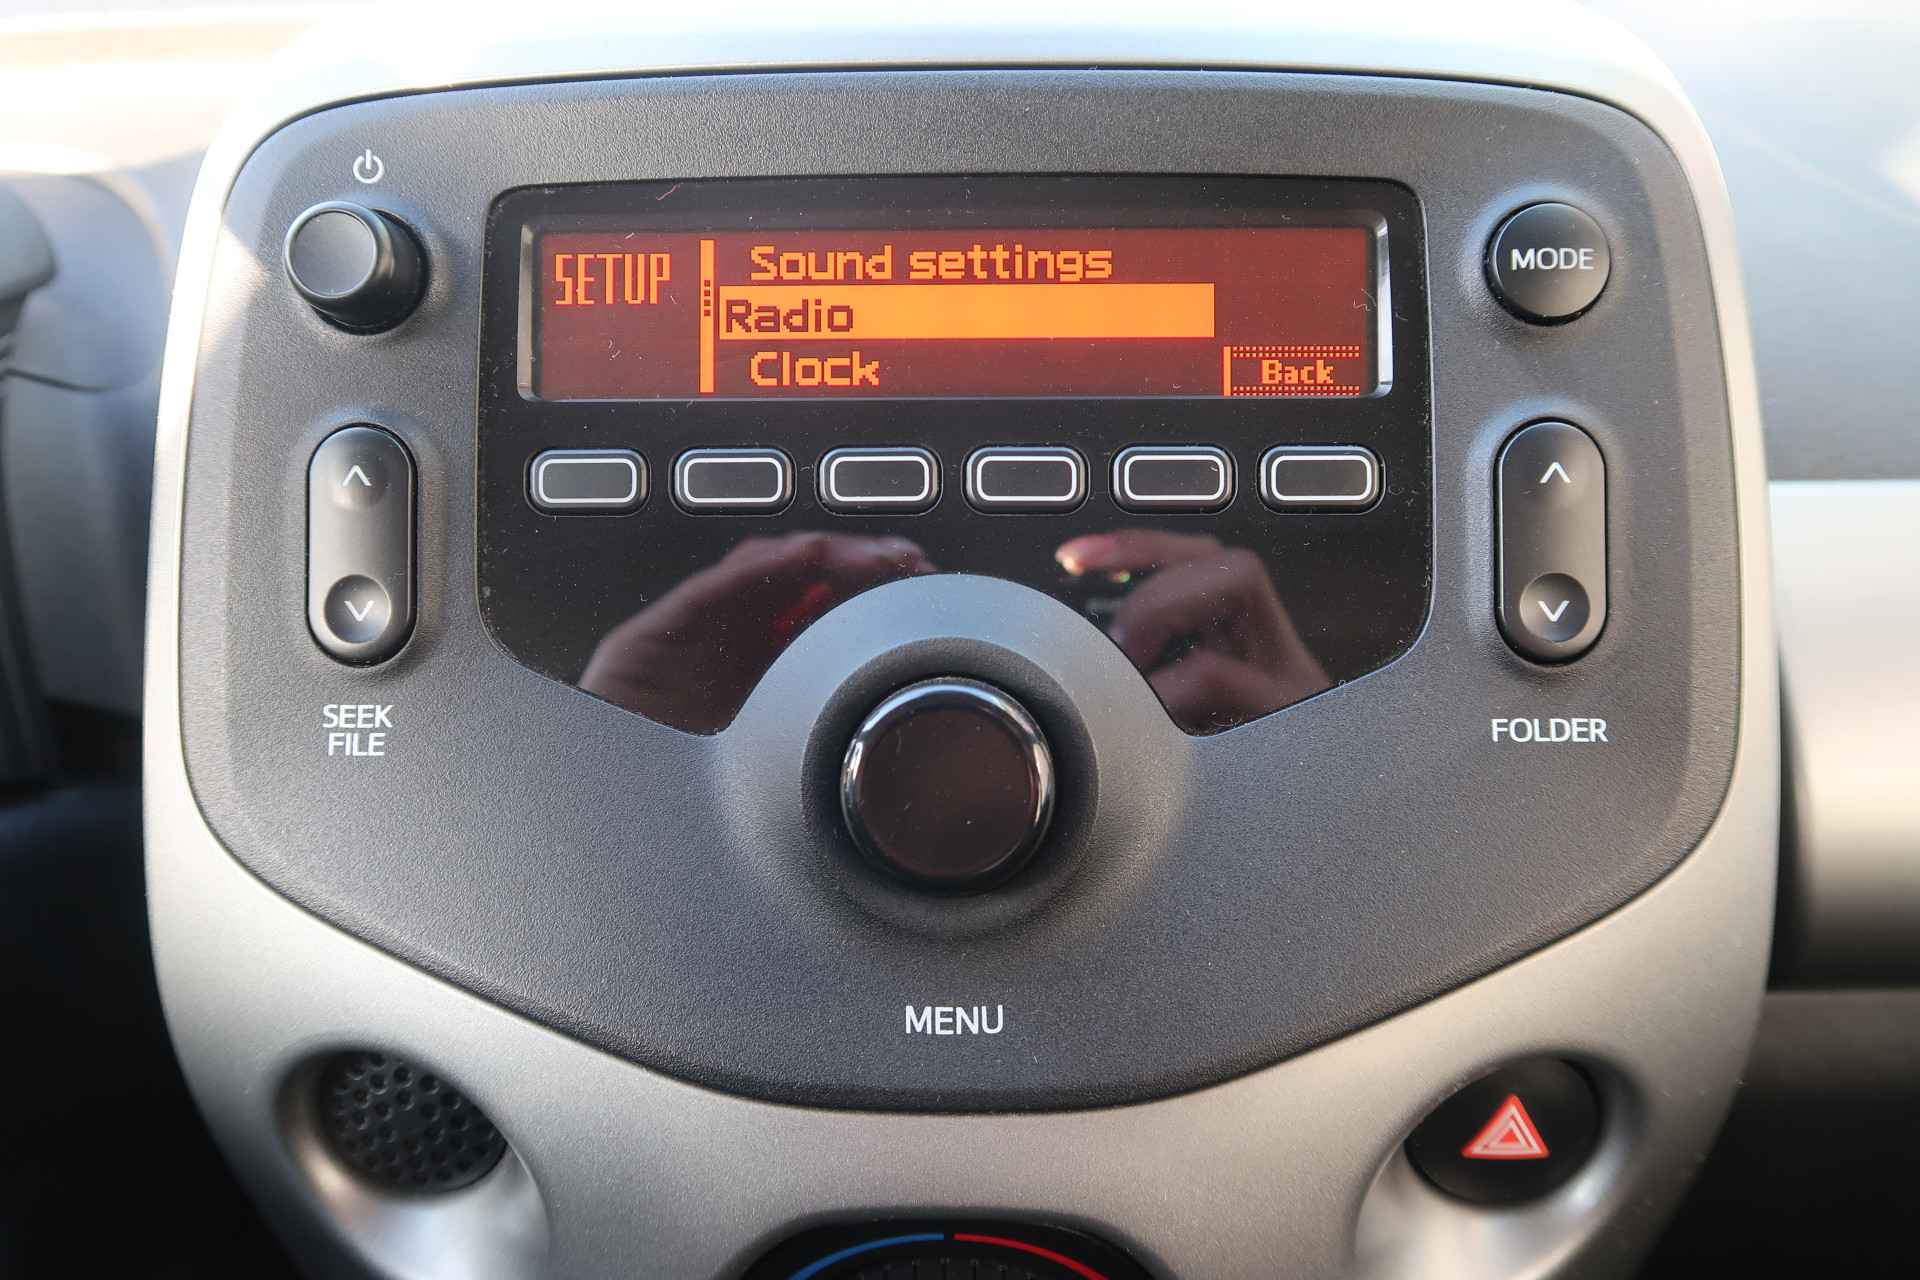 SETUP
Sound settings
Radio
Clock
Back
MODE
SEEK
FILE
FOLDER
MENU